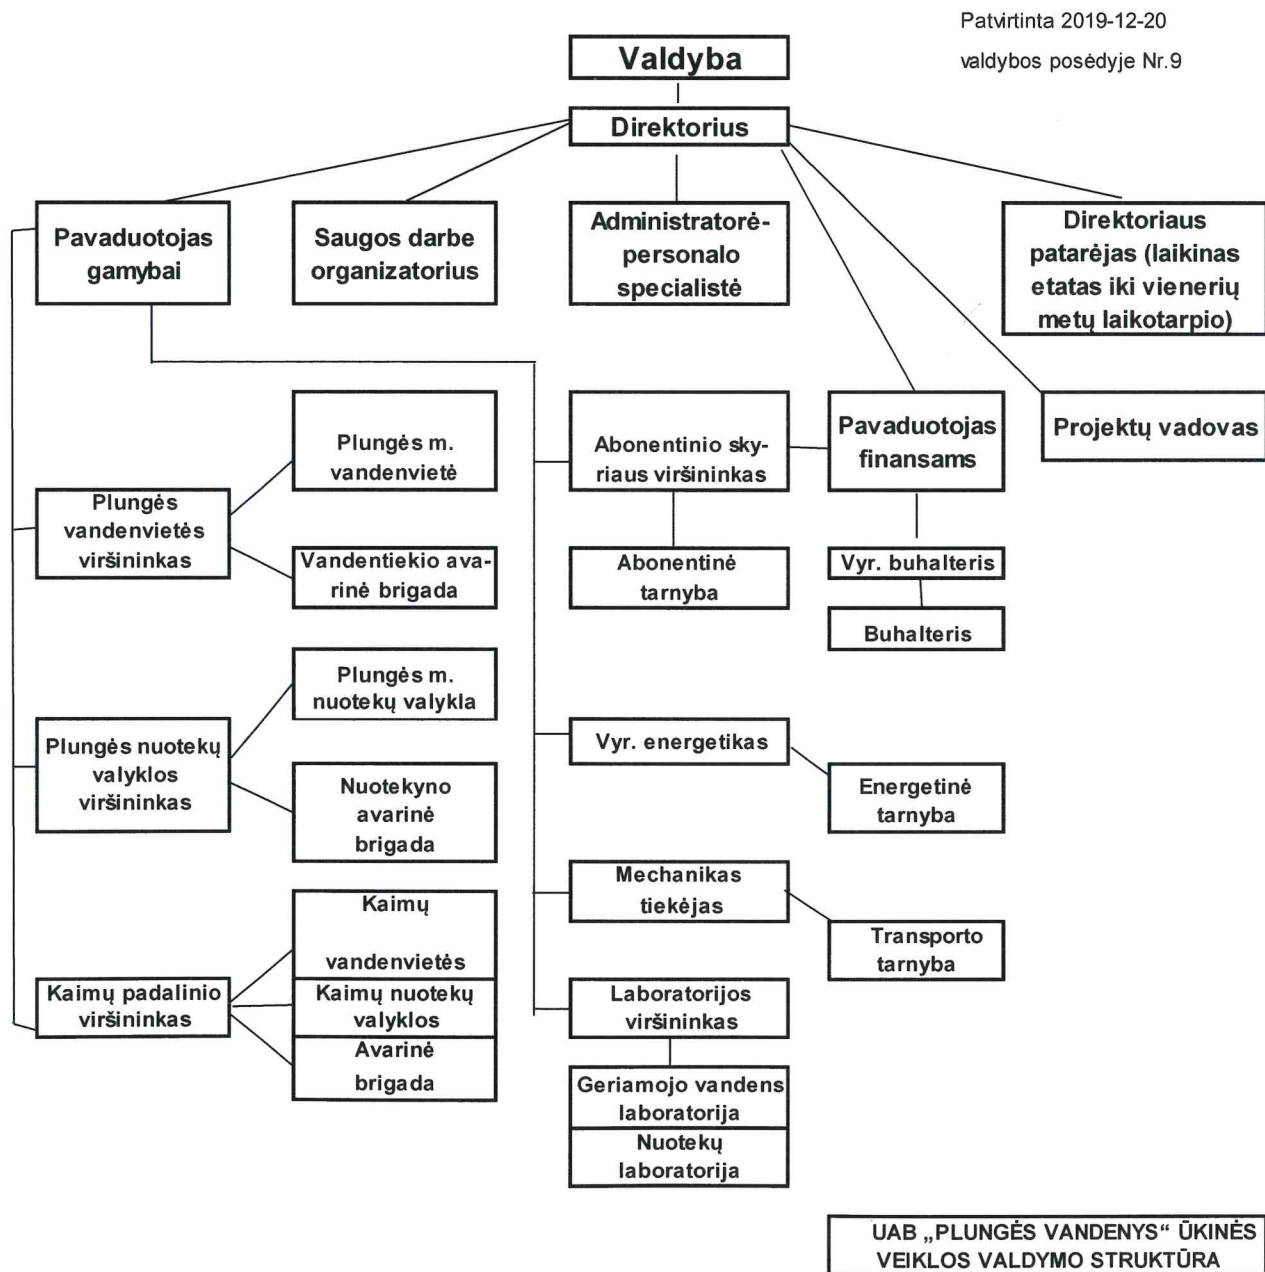 Patvirtinta 2019-12-20
valdybos posėdyje Nr.9
Valdyba
Direktorius
Pavaduotojas
gamybai
Saugos darbe
organizatorius
Administratorė-
personalo
specialistė
Direktoriaus
patarėjas (laikinas
etatas iki vienerių
metų laikotarpio)
Plungės m.
vandenvietė
Abonentinio sky-
riaus viršininkas
Pavaduotojas
finansams
Projektų vadovas
Plungės
vandenvietės
viršininkas
Vandentiekio ava-
rinė brigada
Abonentinė
tarnyba
Vyr. buhalteris
Buhalteris
Plungės m.
nuotekų valykla
Plungės nuotekų
valyklos
viršininkas
Vyr. energetikas
Nuotekyno
avarinė
brigada
Energetinė
tarnyba
Mechanikas
tiekėjas
Kaimų
vandenvietės
Transporto
tarnyba
Kaimų padalinio
viršininkas
Kaimų nuotekų
valyklos
Laboratorijos
viršininkas
Avarinė
brigada
Geriamojo vandens
laboratorija
Nuotekų
laboratorija
UAB „PLUNGĖS VANDENYS“ ŪKINĖS
VEIKLOS VALDYMO STRUKTŪRA